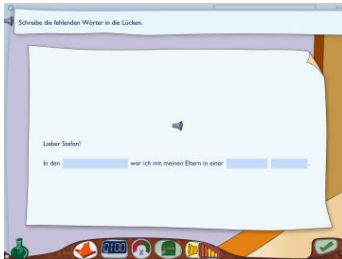 Schreibe die fehlenden Wörter in die Lücken.
Lieber Stefan!
In den war ich mit meinen Eltern in einer .